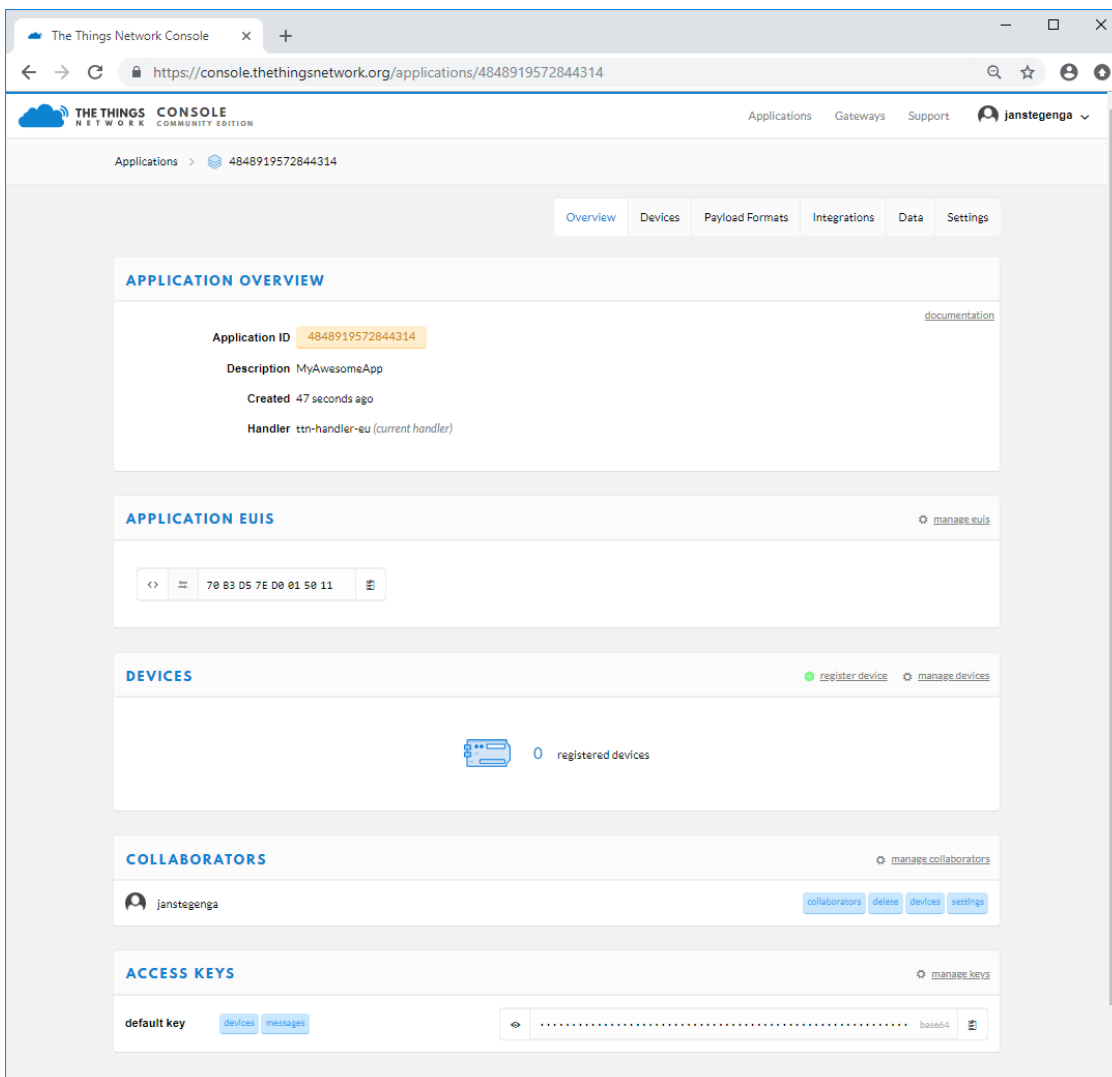 The Things Network Console
https://console.thethingsnetwork.org/applications/4848919572844314
THE THINGS NETWORK CONSOLE COMMUNITY EDITION
Applications Gateways Support janstegenga
Applications > 4848919572844314
Overview Devices Payload Formats Integrations Data Settings
APPLICATION OVERVIEW
documentation
Application ID 4848919572844314
Description MyAwesomeApp
Created 47 seconds ago
Handler ttn-handler-eu (current handler)
APPLICATION EUIS manage euis
<> 70 B3 D5 7E D0 01 50 11
DEVICES register device manage devices
0 registered devices
COLLABORATORS manage collaborators
janstegenga collaborators delete devices settings
ACCESS KEYS manage keys
default key devices messages base64